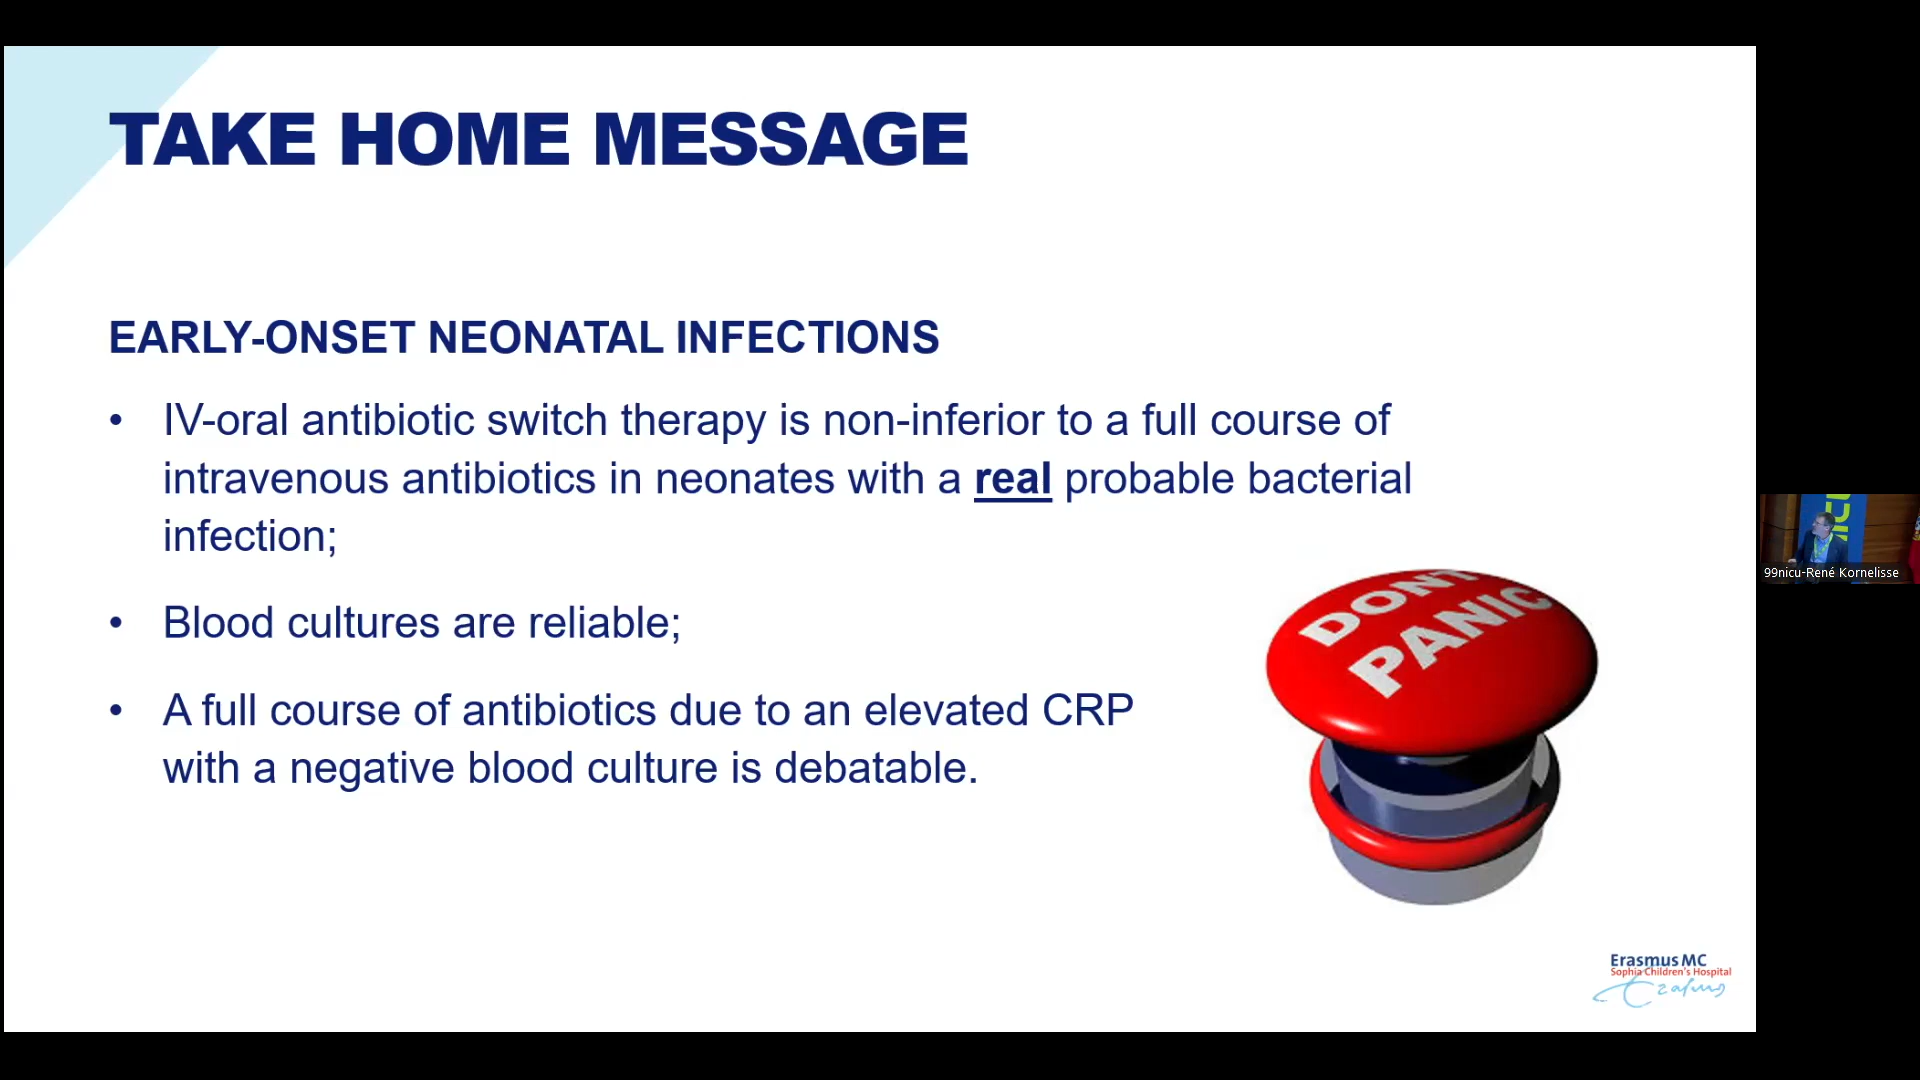 TAKE HOME MESSAGE
EARLY-ONSET NEONATAL INFECTIONS
• IV-oral antibiotic switch therapy is non-inferior to a full course of
intravenous antibiotics in neonates with a real probable bacterial
infection;
• Blood cultures are reliable;
• A full course of antibiotics due to an elevated CRP
with a negative blood culture is debatable.
DON'T
PANIC
99nicu-René Kornelisse
Erasmus MC
Sophia Children's Hospital
Erasmus